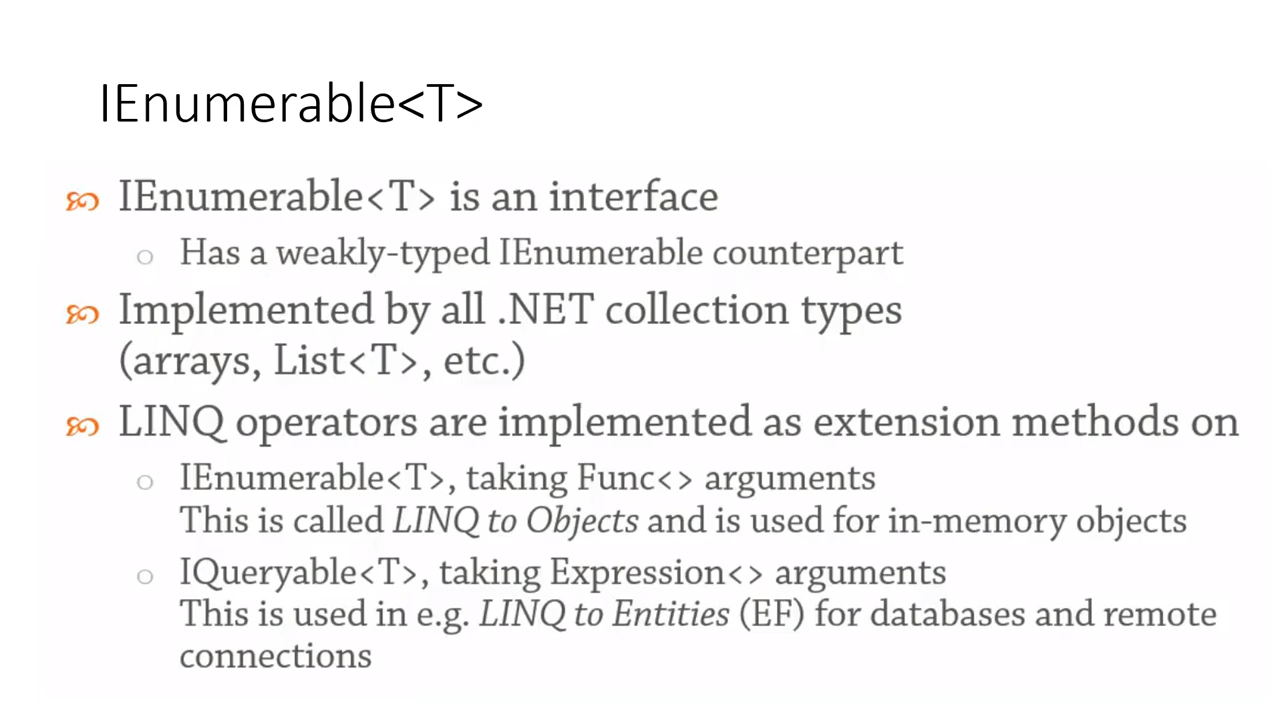 IEnumerable<T>
IEnumerable<T> is an interface
Has a weakly-typed IEnumerable counterpart
Implemented by all .NET collection types
(arrays, List<T>, etc.)
LINQ operators are implemented as extension methods on
IEnumerable<T>, taking Func<> arguments
This is called LINQ to Objects and is used for in-memory objects
IQueryable<T>, taking Expression<> arguments
This is used in e.g. LINQ to Entities (EF) for databases and remote
connections